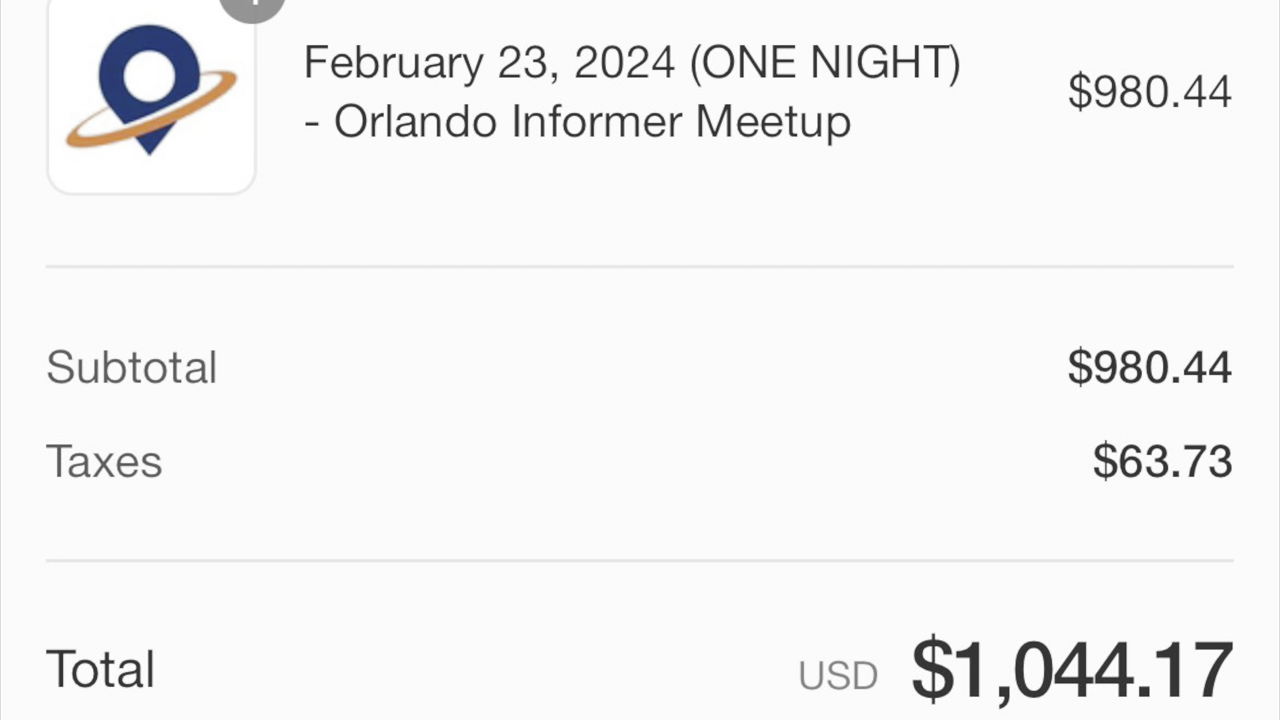 February 23, 2024 (ONE NIGHT)
- Orlando Informer Meetup
$980.44
Subtotal
$980.44
Taxes
$63.73
Total
USD $1,044.17